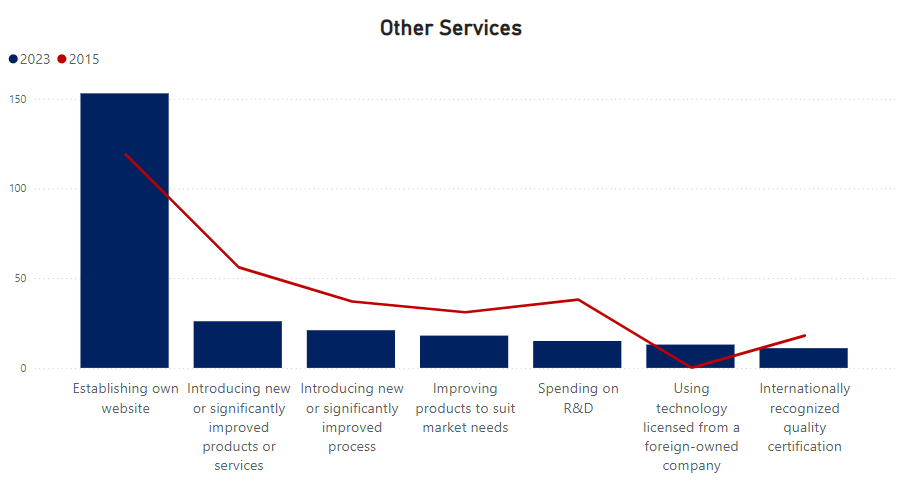 Other Services
2023 2015
150
100
50
0
Establishing own
website
Introducing new
or significantly
improved
products or
services
Introducing new
or significantly
improved
process
Improving
products to suit
market needs
Spending on
R&D
Using
technology
licensed from a
foreign-owned
company
Internationally
recognized
quality
certification